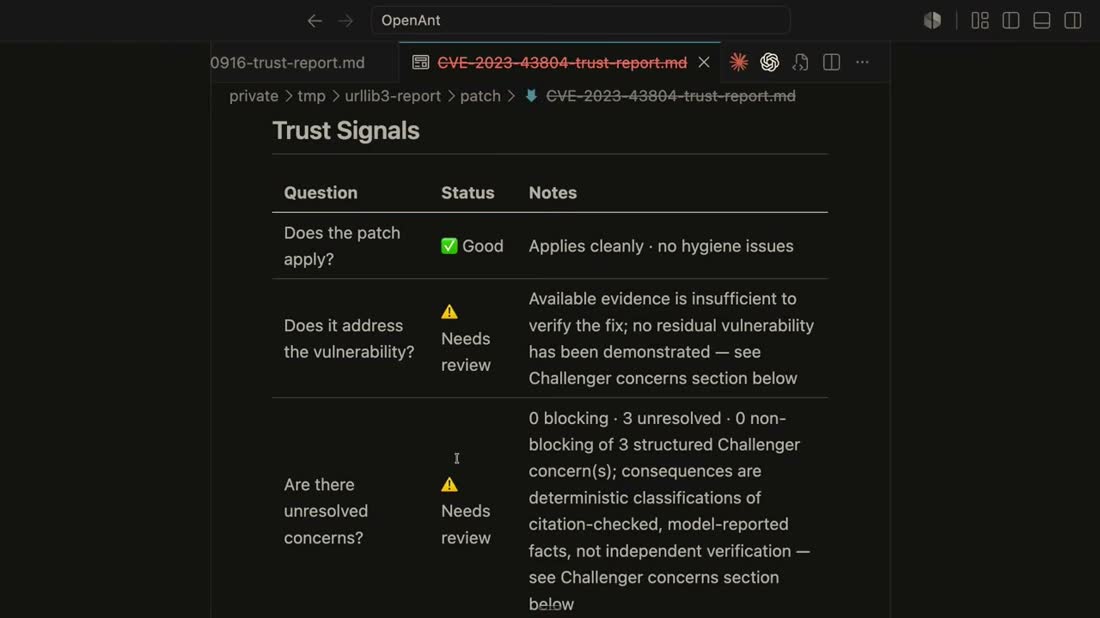 OpenAnt
0916-trust-report.md
CVE-2023-43804-trust-report.md
private > tmp > urllib3-report > patch > CVE-2023-43804-trust-report.md
Trust Signals
Question Status Notes
Does the patch
apply?
✅ Good
Applies cleanly · no hygiene issues
Does it address
the vulnerability?
⚠️
Needs
review
Available evidence is insufficient to
verify the fix; no residual vulnerability
has been demonstrated — see
Challenger concerns section below
Are there
unresolved
concerns?
⚠️
Needs
review
0 blocking · 3 unresolved · 0 non-
blocking of 3 structured Challenger
concern(s); consequences are
deterministic classifications of
citation-checked, model-reported
facts, not independent verification —
see Challenger concerns section
below